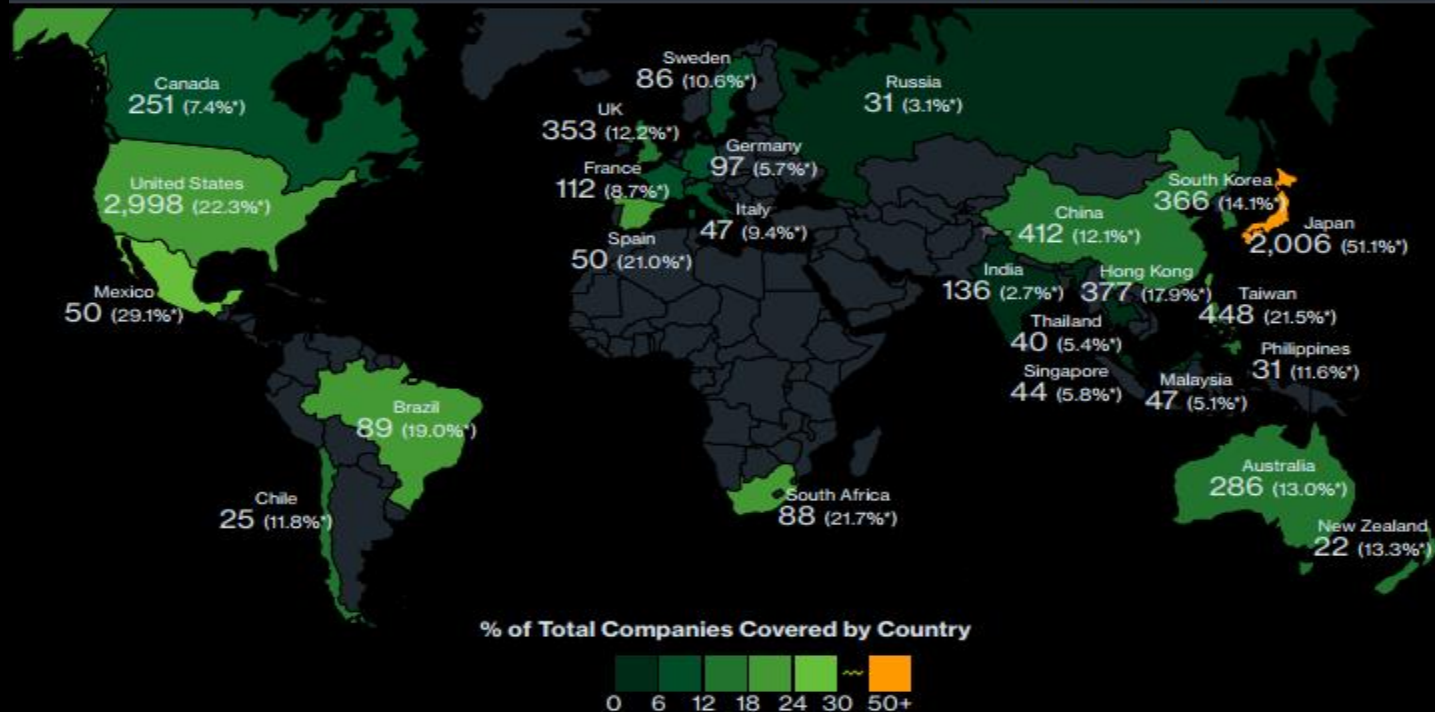 Canada
251 (7.4%*)
United States
2,998 (22.3%*)
Mexico
50 (29.1%*)
Brazil
89 (19.0%*)
Chile
25 (11.8%*)
Sweden
86 (10.6%*)
UK
353 (12.2%*)
Germany
97 (5.7%*)
France
112 (8.7%*)
Italy
47 (9.4%*)
Spain
50 (21.0%*)
South Africa
88 (21.7%*)
Russia
31 (3.1%*)
South Korea
366 (14.1%*)
Japan
2,006 (51.1%*)
China
412 (12.1%*)
India
136 (2.7%*)
Hong Kong
377 (17.9%*)
Taiwan
448 (21.5%*)
Thailand
40 (5.4%*)
Philippines
31 (11.6%*)
Singapore
44 (5.8%*)
Malaysia
47 (5.1%*)
Australia
286 (13.0%*)
New Zealand
22 (13.3%*)
% of Total Companies Covered by Country
0 6 12 18 24 30 50+